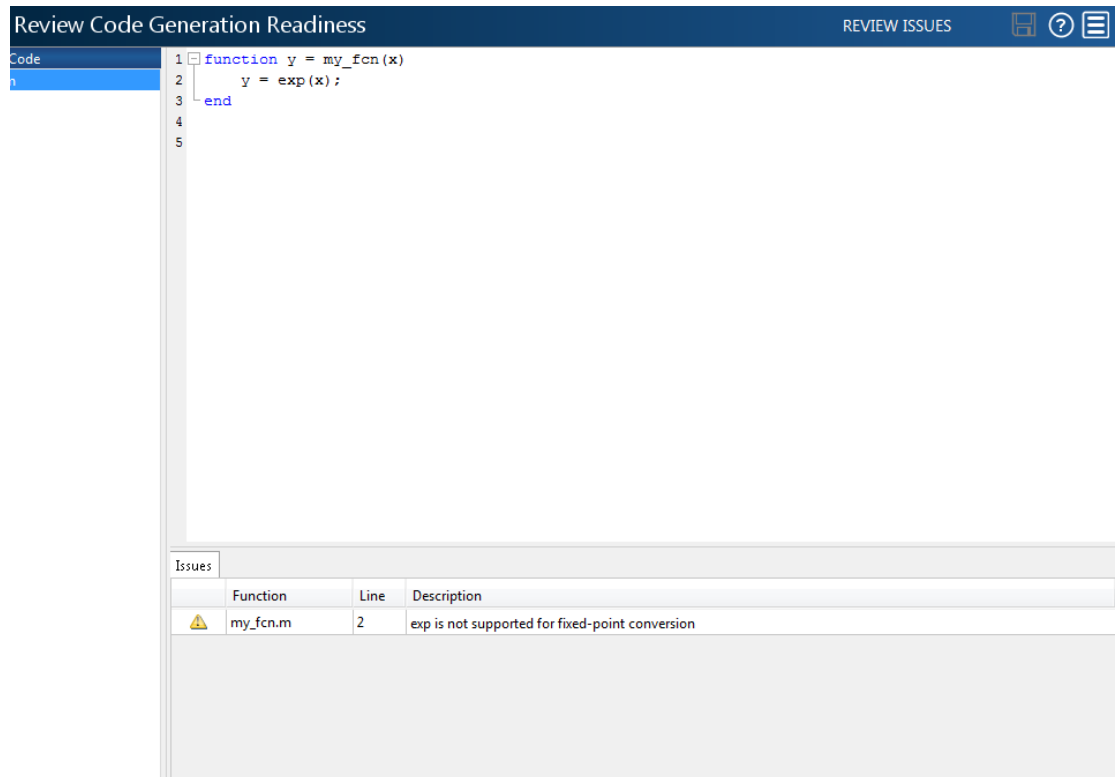 Review Code Generation Readiness REVIEW ISSUES ?
Code
n
1 function y = my_fcn(x)
2 y = exp(x);
3 end
4
5
Issues
Function Line Description
my_fcn.m 2 exp is not supported for fixed-point conversion